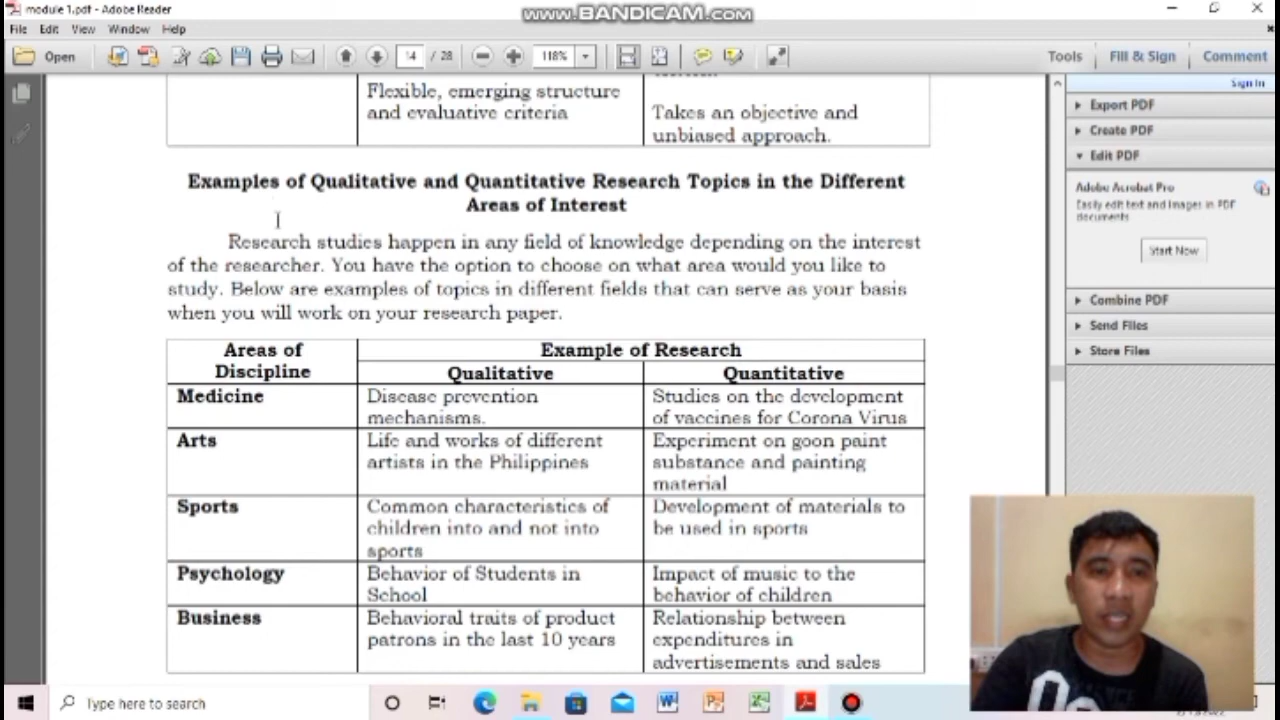 module 1.pdf - Adobe Reader
www.BANDICAM.com
File Edit View Window Help
Open
14 / 28
118%
Tools
Fill & Sign
Comment
Sign In
Export PDF
Create PDF
Edit PDF
Adobe Acrobat Pro
Easily edit text and images in PDF
documents
Start Now
Combine PDF
Send Files
Store Files
Flexible, emerging structure
and evaluative criteria
Takes an objective and
unbiased approach.
Examples of Qualitative and Quantitative Research Topics in the Different
Areas of Interest
Research studies happen in any field of knowledge depending on the interest
of the researcher. You have the option to choose on what area would you like to
study. Below are examples of topics in different fields that can serve as your basis
when you will work on your research paper.
Areas of
Discipline
Example of Research
Qualitative
Quantitative
Medicine
Disease prevention
mechanisms.
Studies on the development
of vaccines for Corona Virus
Arts
Life and works of different
artists in the Philippines
Experiment on goon paint
substance and painting
material
Sports
Common characteristics of
children into and not into
sports
Development of materials to
be used in sports
Psychology
Behavior of Students in
School
Impact of music to the
behavior of children
Business
Behavioral traits of product
patrons in the last 10 years
Relationship between
expenditures in
advertisements and sales
Type here to search